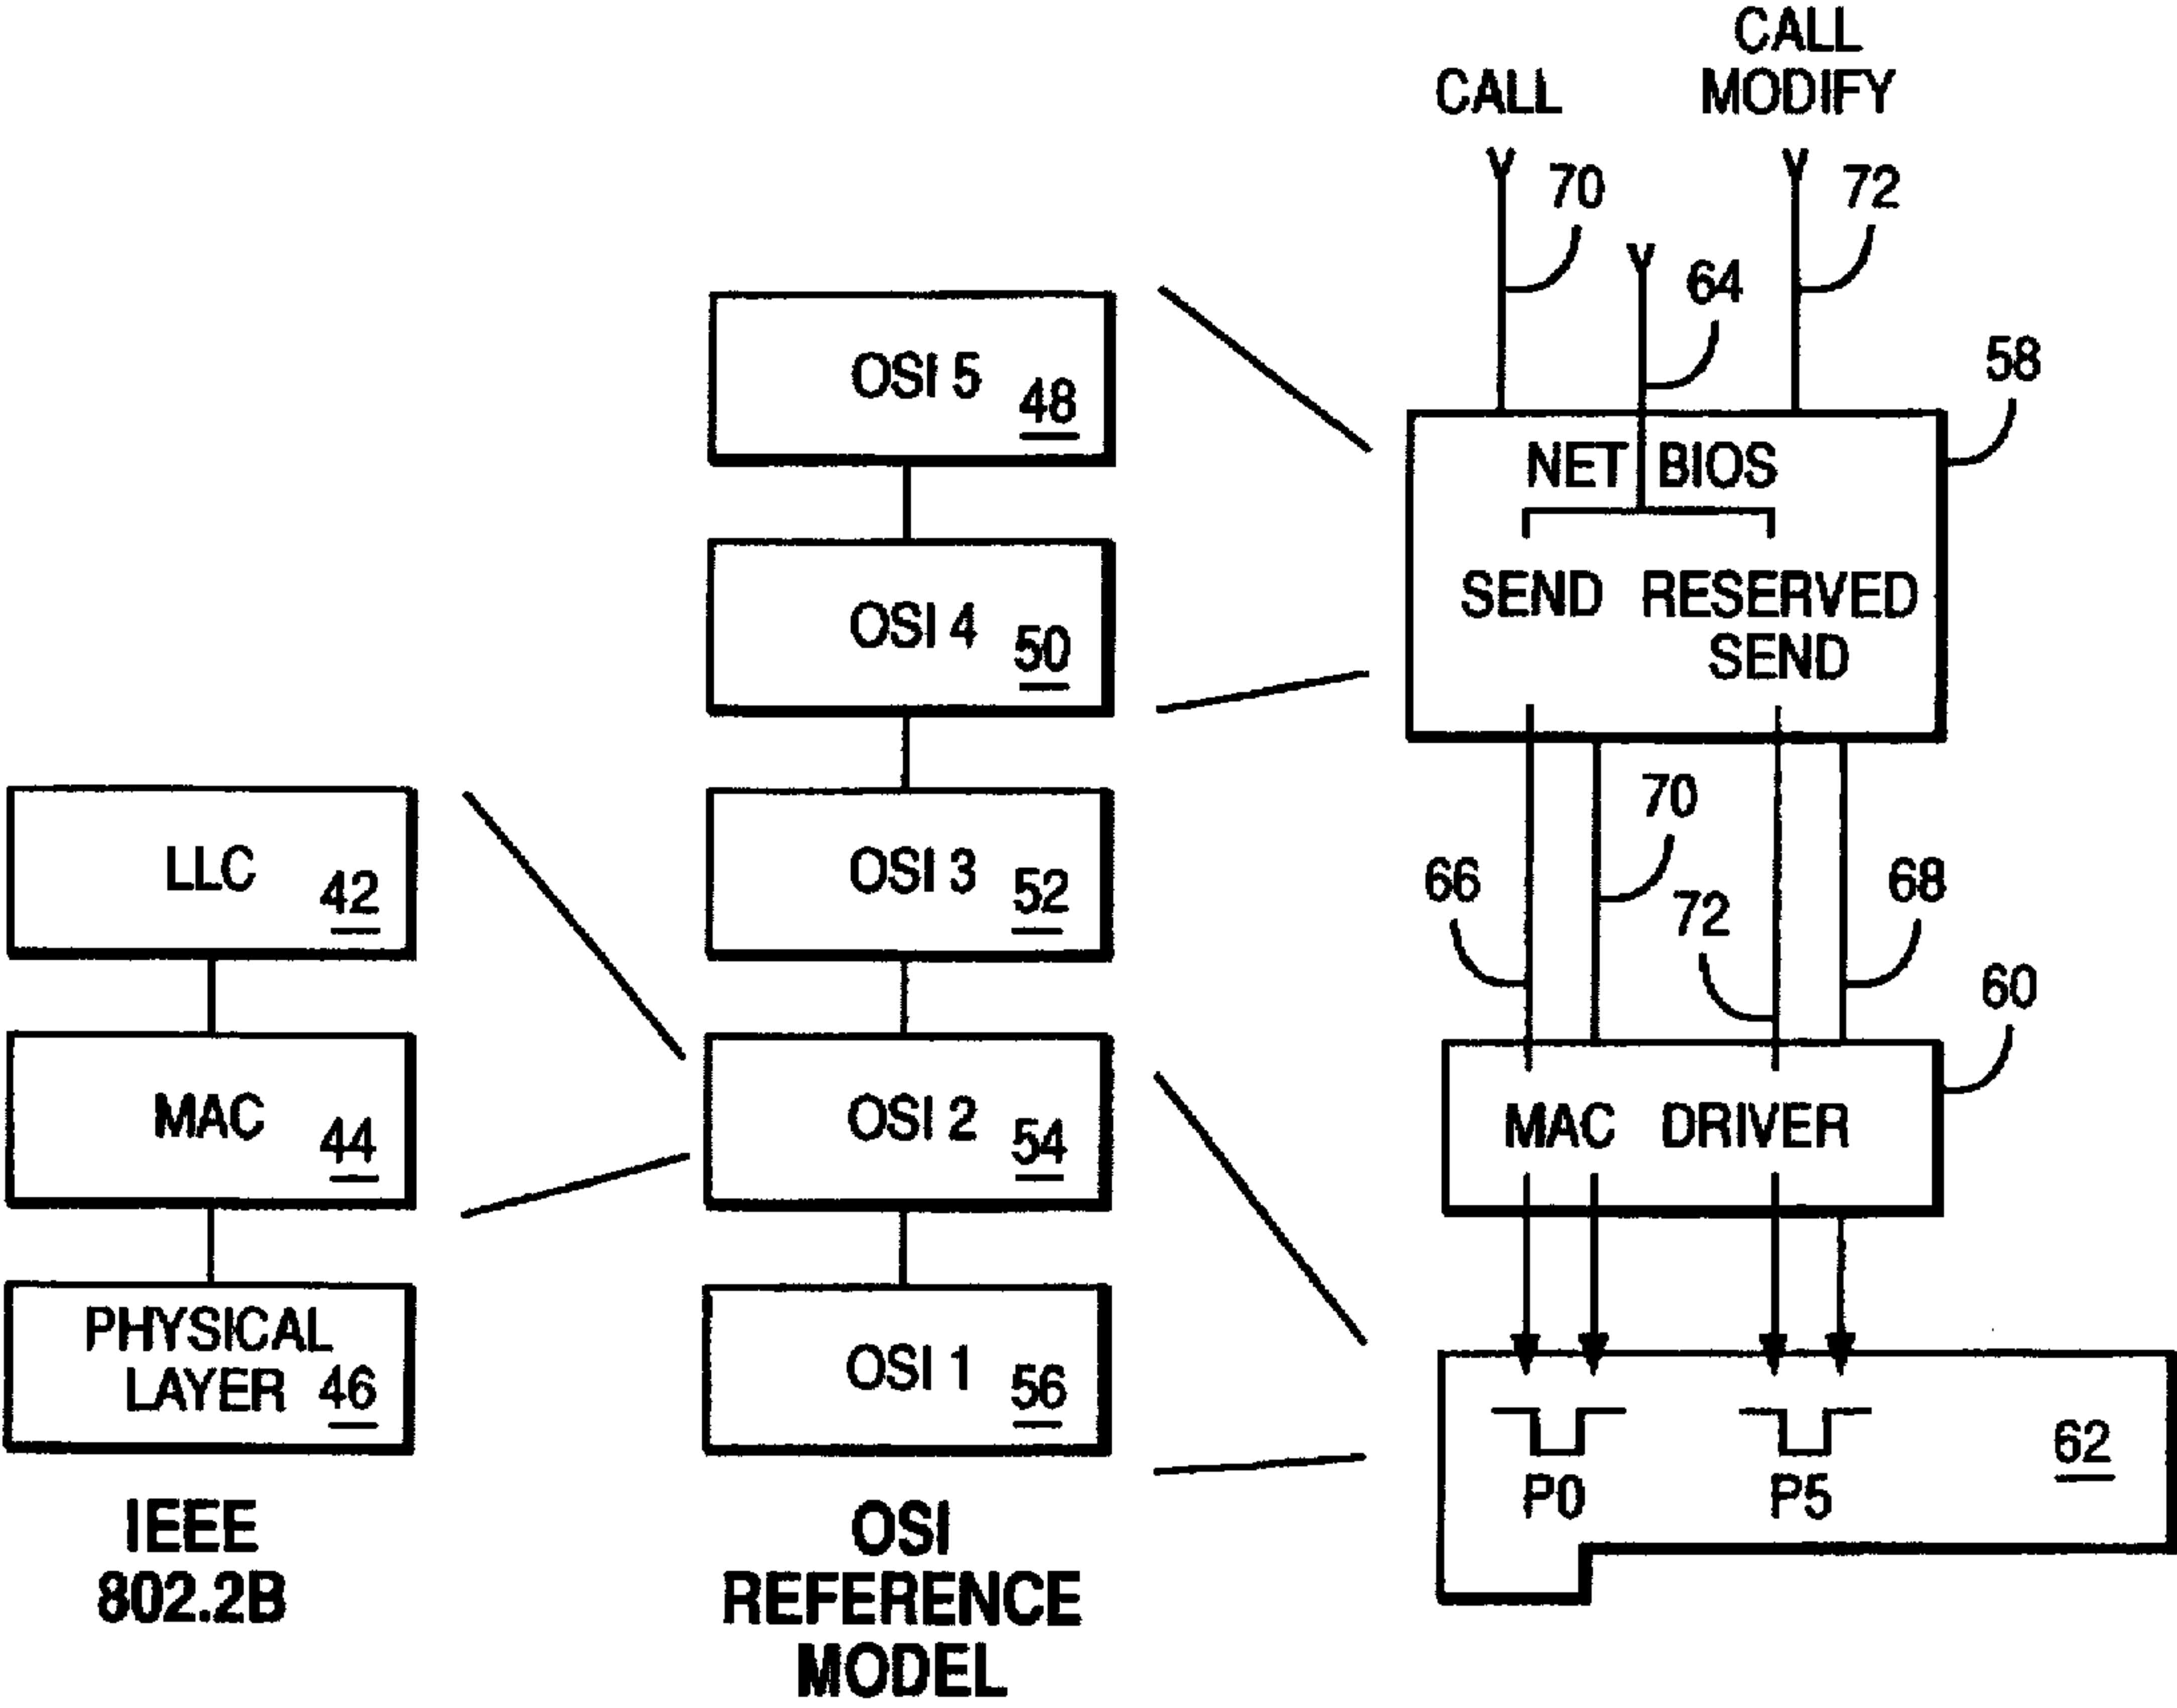 CALL
CALL
MODIFY
70
72
64
58
NET BIOS
SEND RESERVED
SEND
OSI 5 48
OSI 4 50
OSI 3 52
OSI 2 54
OSI 1 56
LLC 42
MAC 44
PHYSICAL
LAYER 46
70
66
72
68
60
MAC DRIVER
P0
P5
62
IEEE
802.2B
OSI
REFERENCE
MODEL